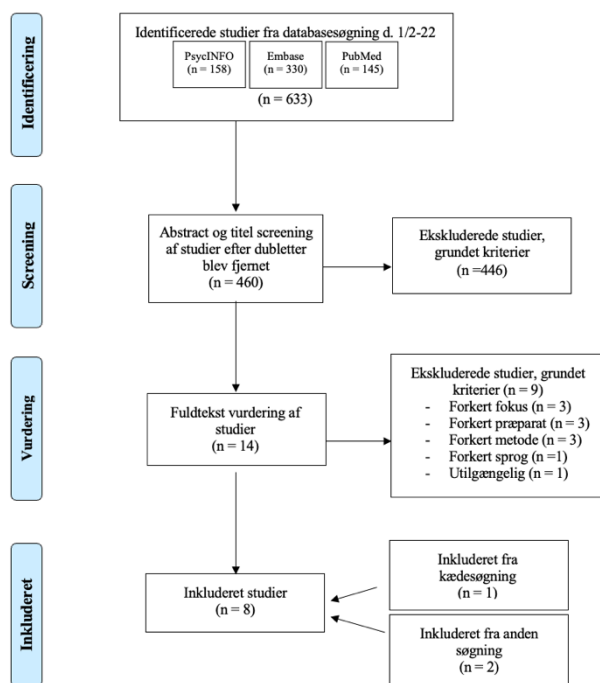 Identificering
Identificerede studier fra databasesøgning d. 1/2-22
PsycINFO
(n = 158)
Embase
(n = 330)
PubMed
(n = 145)
(n = 633)
Screening
Abstract og titel screening
af studier efter dubletter
blev fjernet
(n = 460)
Ekskluderede studier,
grundet kriterier
(n =446)
Vurdering
Fuldtekst vurdering af
studier
(n = 14)
Ekskluderede studier, grundet
kriterier (n = 9)
- Forkert fokus (n = 3)
- Forkert præparat (n = 3)
- Forkert metode (n = 3)
- Forkert sprog (n =1)
- Utilgængelig (n = 1)
Inkluderet
Inkluderet studier
(n = 8)
Inkluderet fra
kædesøgning
(n = 1)
Inkluderet fra anden
søgning
(n = 2)